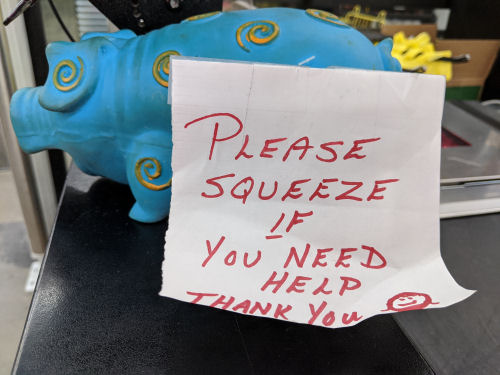 PLEASE
SQUEEZE
IF
YOU NEED
HELP
THANK YOU